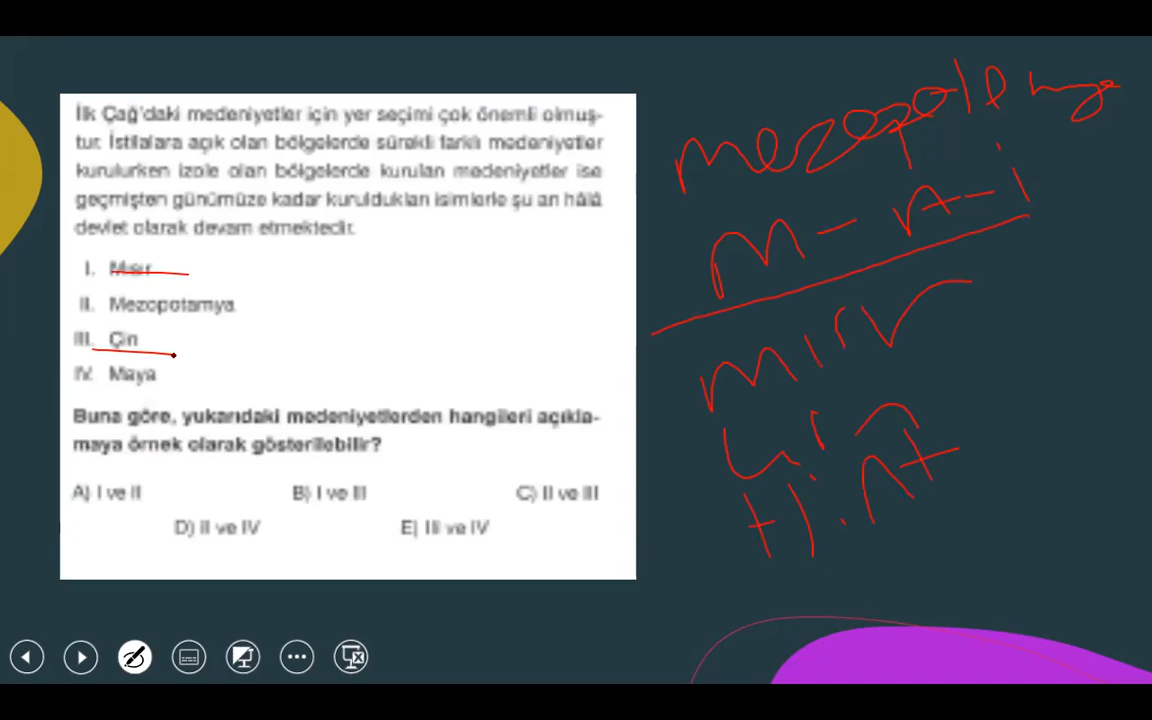 İlk Çağ'daki medeniyetler için yer seçimi çok önemli olmuş-
tur. İstilalara açık olan bölgelerde sürekli farklı medeniyetler
kurulurken izole olan bölgelerde kurulan medeniyetler ise
geçmişten günümüze kadar kuruldukları isimlerle şu an hâlâ
devlet olarak devam etmektedir.
I. Mısır
II. Mezopotamya
III. Çin
IV. Maya
Buna göre, yukarıdaki medeniyetlerden hangileri açıkla-
maya örnek olarak gösterilebilir?
A) I ve II B) I ve III C) II ve III
D) II ve IV E) III ve IV